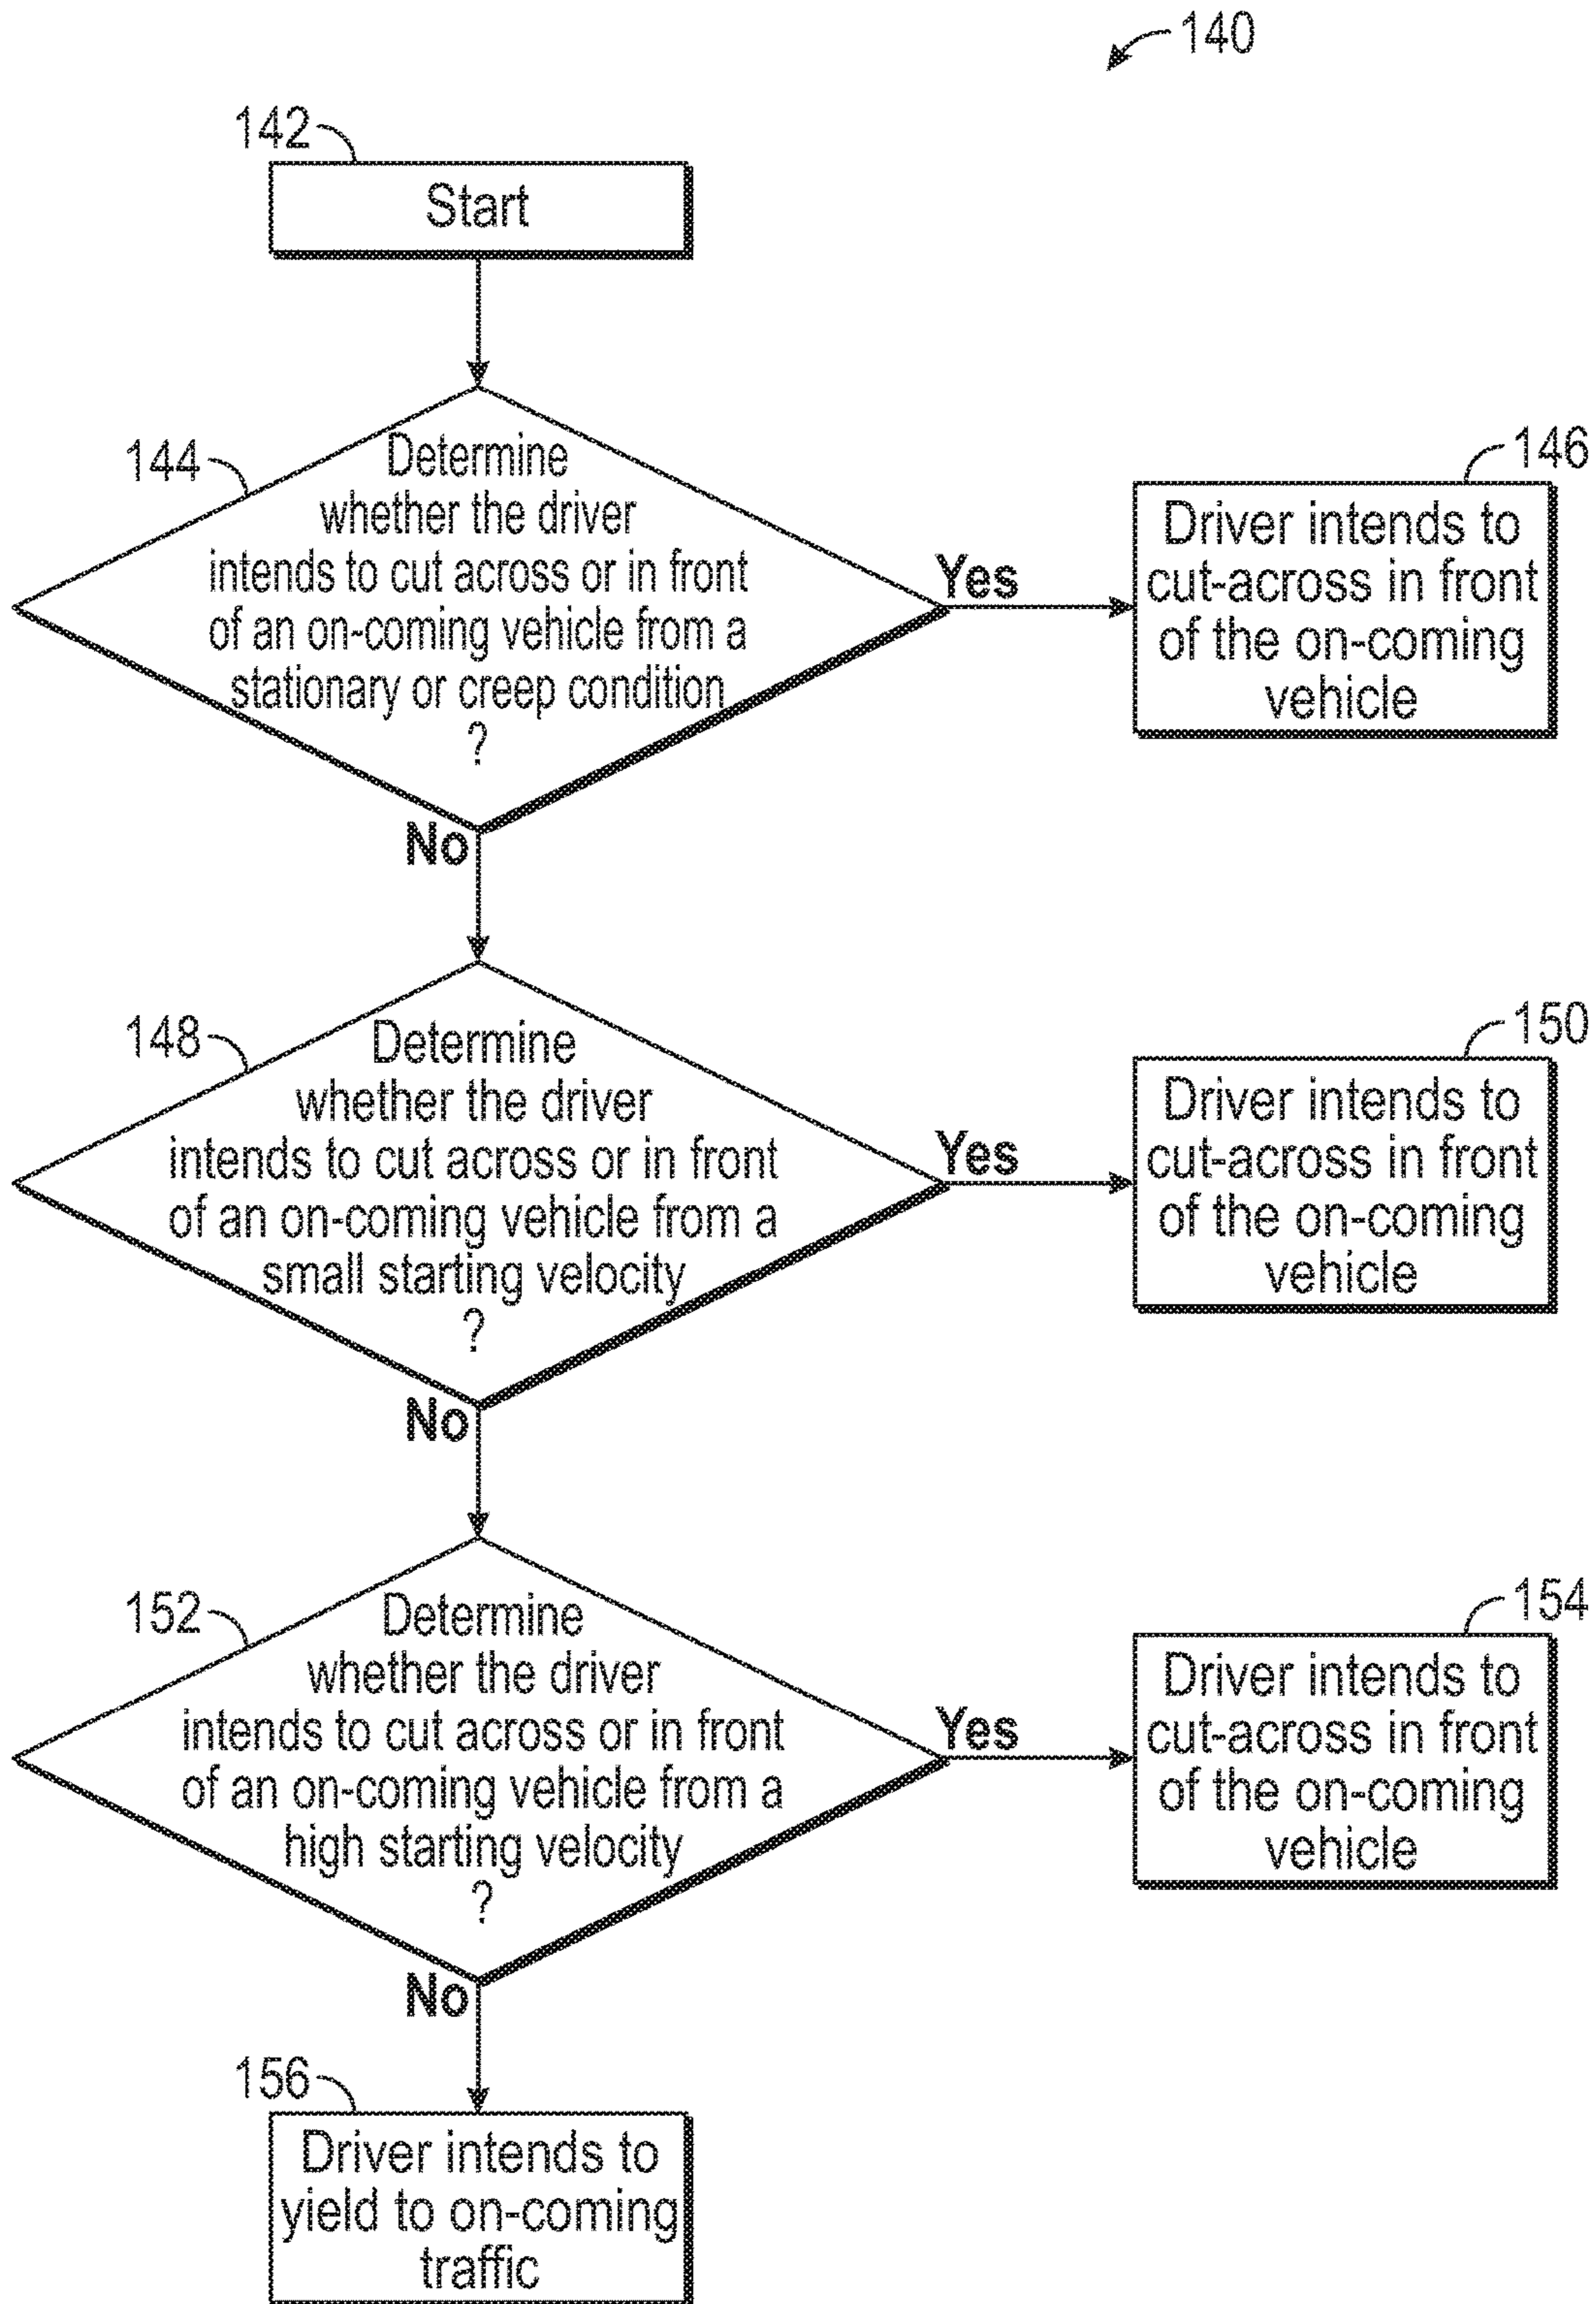 140
142
Start
144
Determine
whether the driver
intends to cut across or in front
of an on-coming vehicle from a
stationary or creep condition
?
Yes
146
Driver intends to
cut-across in front
of the on-coming
vehicle
No
148
Determine
whether the driver
intends to cut across or in front
of an on-coming vehicle from a
small starting velocity
?
Yes
150
Driver intends to
cut-across in front
of the on-coming
vehicle
No
152
Determine
whether the driver
intends to cut across or in front
of an on-coming vehicle from a
high starting velocity
?
Yes
154
Driver intends to
cut-across in front
of the on-coming
vehicle
No
156
Driver intends to
yield to on-coming
traffic